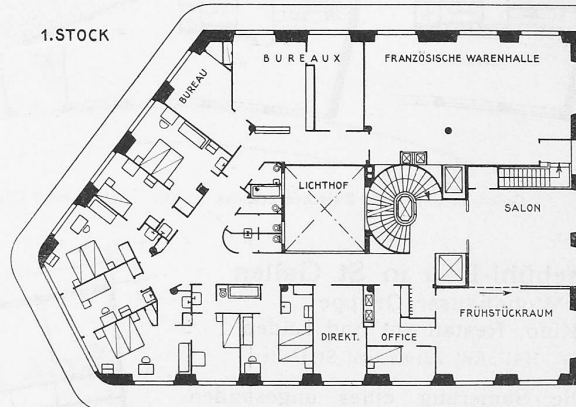 1.STOCK
BUREAUX
FRANZÖSISCHE WARENHALLE
BUREAU
LICHTHOF
SALON
FRÜHSTÜCKRAUM
DIREKT.
OFFICE